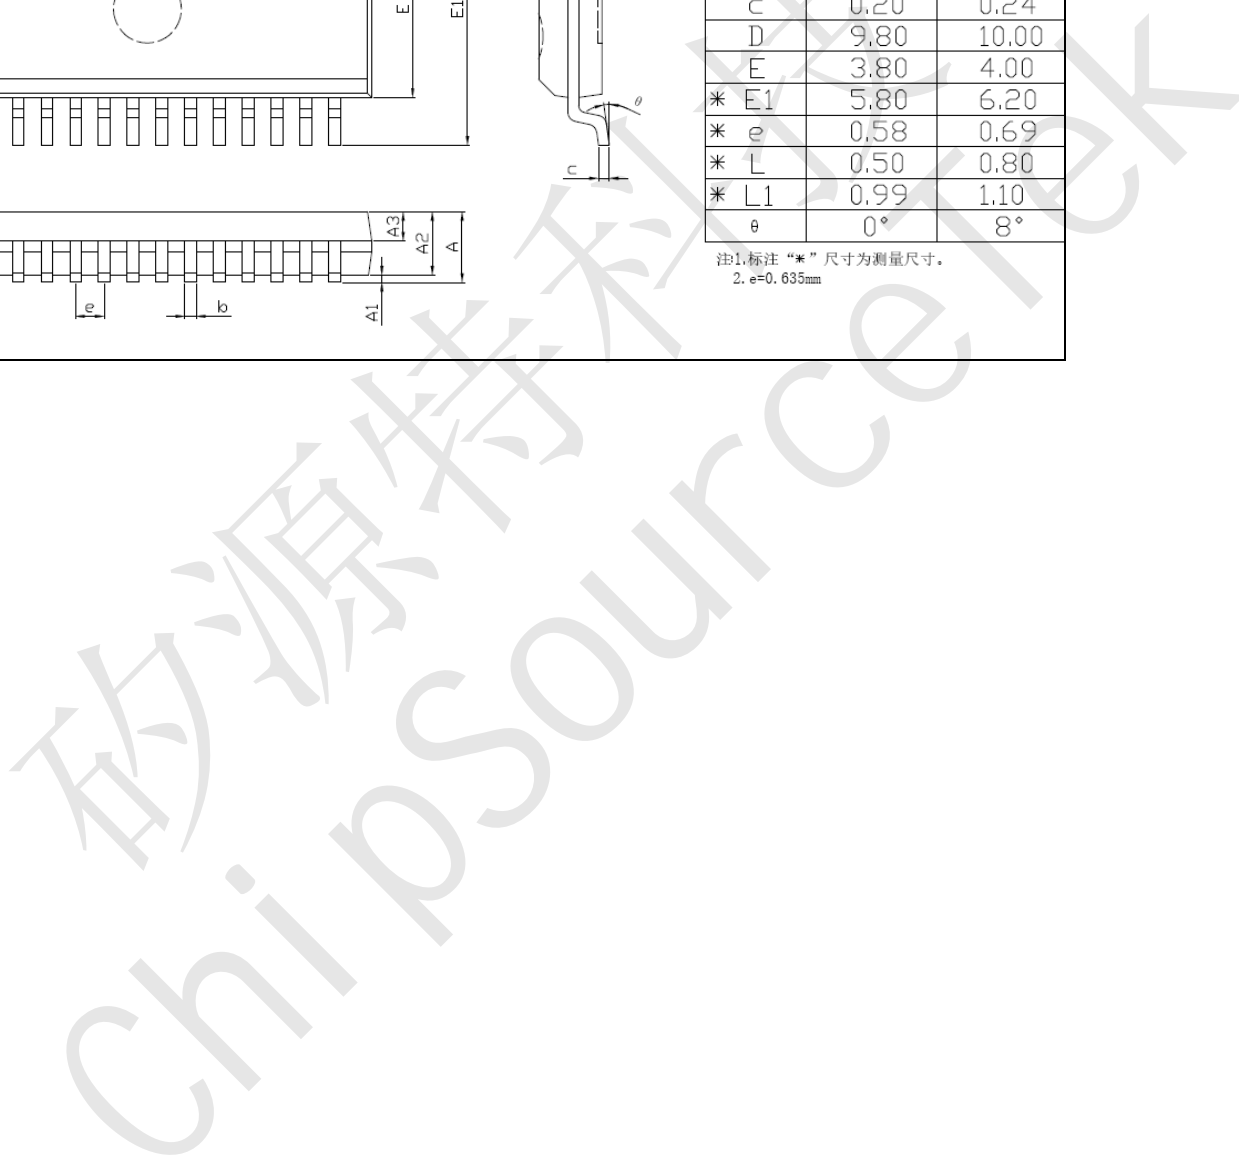 E
E1
θ
c
A3
A2
A
A1
e
b
c 0.20 0.24
D 9.80 10.00
E 3.80 4.00
* E1 5.80 6.20
* e 0.58 0.69
* L 0.50 0.80
* L1 0.99 1.10
θ 0° 8°
注:1.标注“*”尺寸为测量尺寸。
2.e=0.635mm
矽源特科技
ChipSourceTek